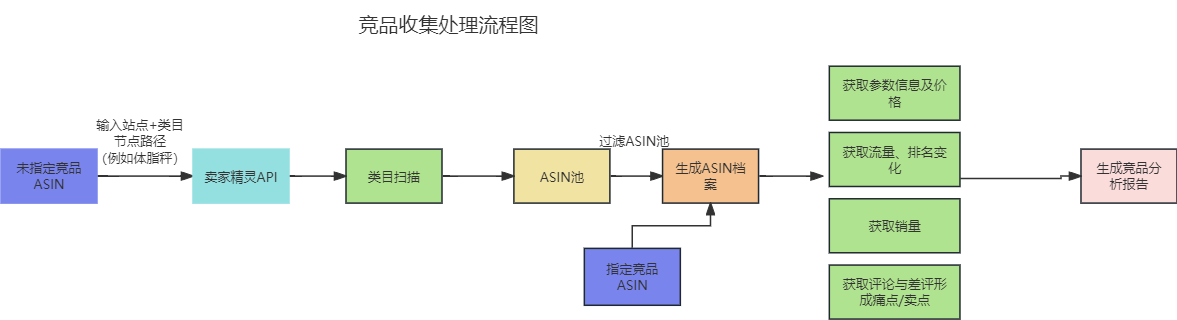 竞品收集处理流程图
输入站点+类目
节点路径
（例如体脂秤）
未指定竞品
ASIN
卖家精灵API
类目扫描
ASIN池
过滤ASIN池
生成ASIN档
案
指定竞品
ASIN
获取参数信息及价
格
获取流量、排名变
化
获取销量
获取评论与差评形
成痛点/卖点
生成竞品分
析报告